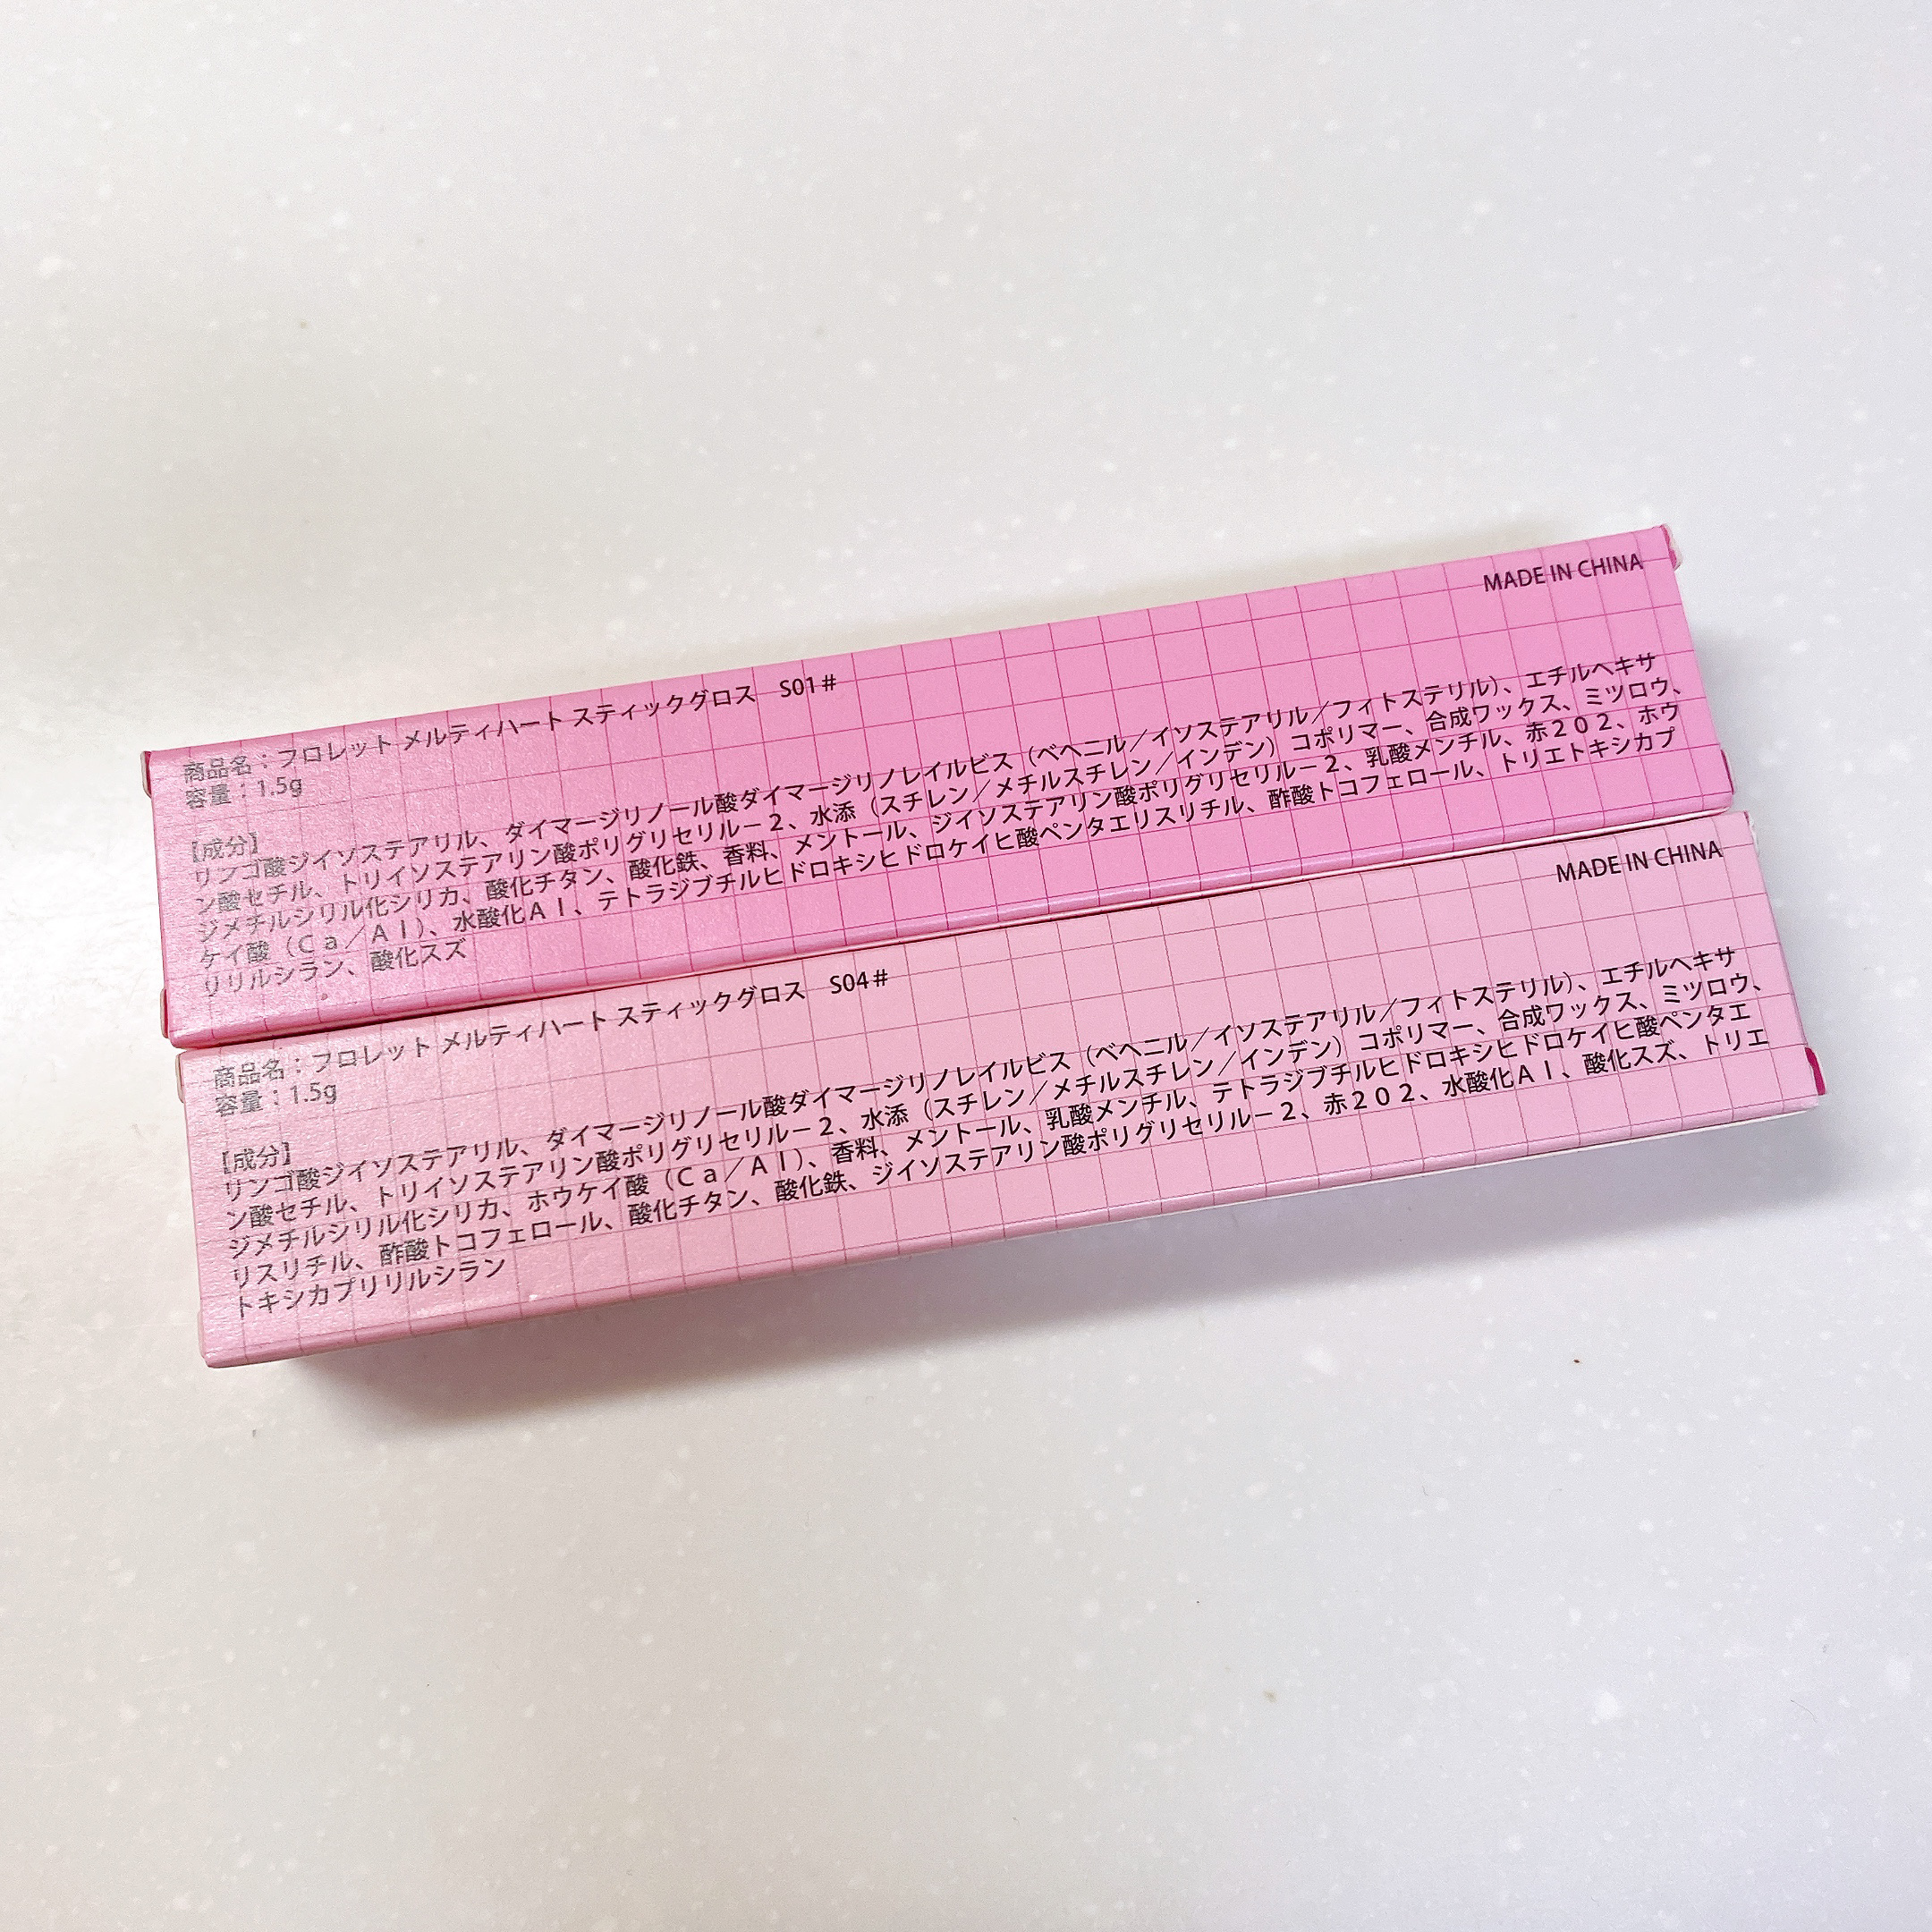 MADE IN CHINA
商品名：フロレット メルティハート スティックグロス　S01＃
容量：1.5g
【成分】
リンゴ酸ジイソステアリル、ダイマージリノール酸ダイマージリノレイルビス（ベヘニル／イソステアリル／フィトステリル）、エチルヘキサ
ン酸セチル、トリイソステアリン酸ポリグリセリル－２、水添（スチレン／メチルスチレン／インデン）コポリマー、合成ワックス、ミツロウ、
ジメチルシリル化シリカ、酸化チタン、酸化鉄、香料、メントール、ジイソステアリン酸ポリグリセリル－２、乳酸メンチル、赤２０２、ホウ
ケイ酸（Ｃａ／Ａｌ）、水酸化Ａｌ、テトラジブチルヒドロキシヒドロケイヒ酸ペンタエリスリチル、酢酸トコフェロール、トリエトキシカプ
リリルシラン、酸化スズ
MADE IN CHINA
商品名：フロレット メルティハート スティックグロス　S04＃
容量：1.5g
【成分】
リンゴ酸ジイソステアリル、ダイマージリノール酸ダイマージリノレイルビス（ベヘニル／イソステアリル／フィトステリル）、エチルヘキサ
ン酸セチル、トリイソステアリン酸ポリグリセリル－２、水添（スチレン／メチルスチレン／インデン）コポリマー、合成ワックス、ミツロウ、
ジメチルシリル化シリカ、ホウケイ酸（Ｃａ／Ａｌ）、香料、メントール、乳酸メンチル、テトラジブチルヒドロキシヒドロケイヒ酸ペンタエ
リスリチル、酢酸トコフェロール、酸化チタン、酸化鉄、ジイソステアリン酸ポリグリセリル－２、赤２０２、水酸化Ａｌ、酸化スズ、トリエ
トキシカプリリルシラン